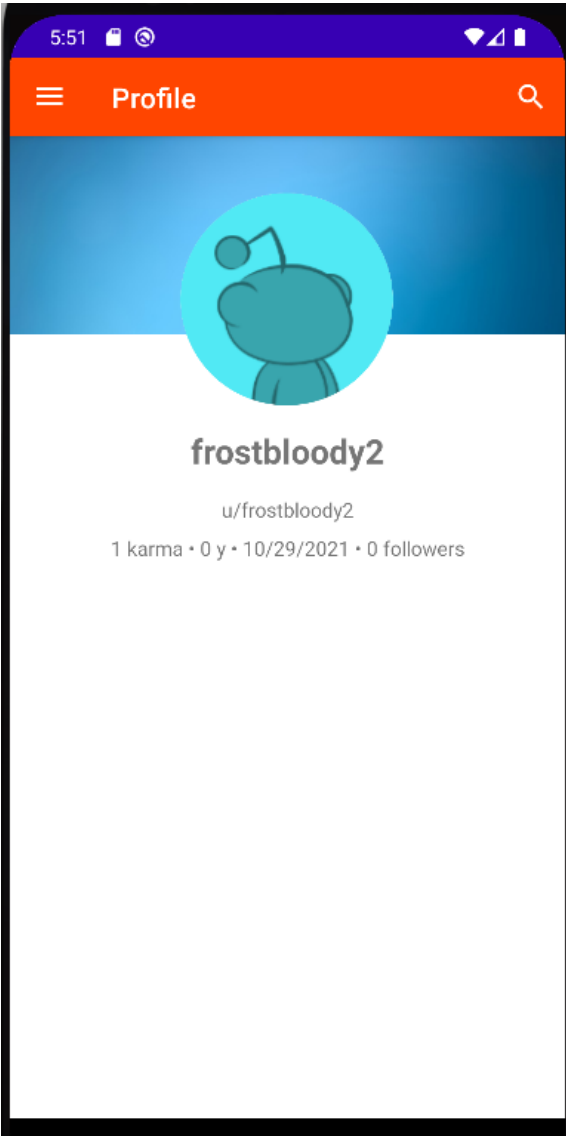 5:51
Profile
frostbloody2
u/frostbloody2
1 karma • 0 y • 10/29/2021 • 0 followers